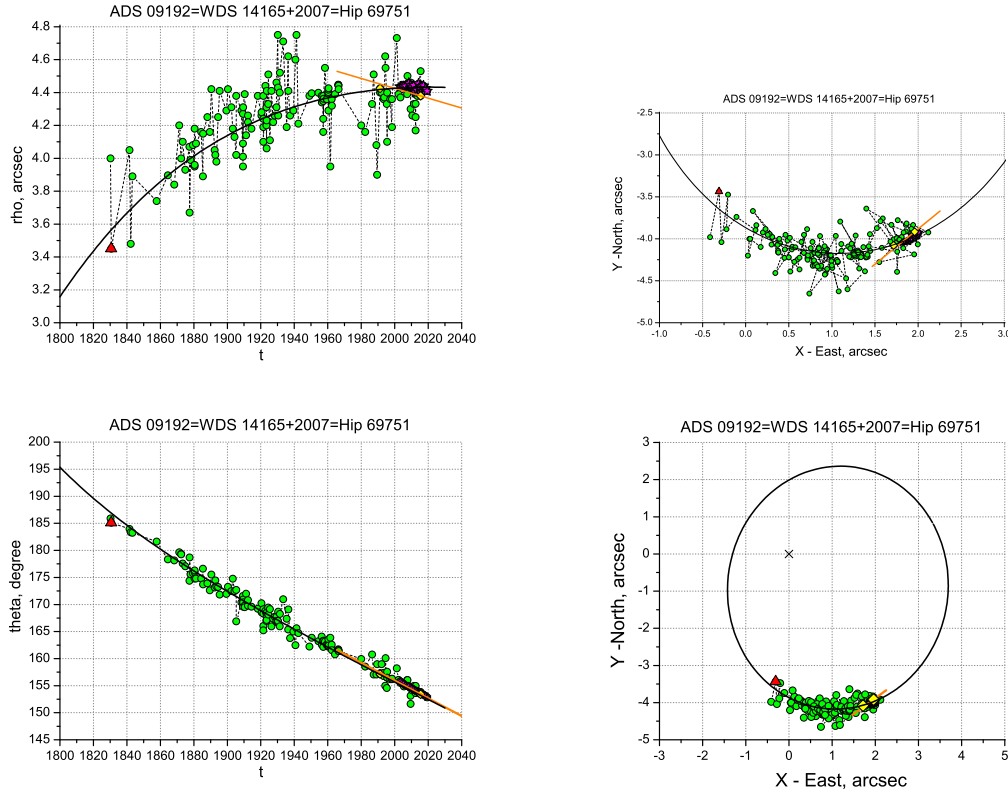 ADS 09192=WDS 14165+2007=Hip 69751
4.8
4.6
4.4
4.2
4.0
3.8
3.6
3.4
3.2
3.0
rho, arcsec
1800 1820 1840 1860 1880 1900 1920 1940 1960 1980 2000 2020 2040
t
ADS 09192=WDS 14165+2007=Hip 69751
-2.5
-3.0
-3.5
-4.0
-4.5
-5.0
Y -North, arcsec
-1.0 -0.5 0.0 0.5 1.0 1.5 2.0 2.5 3.0
X - East, arcsec
ADS 09192=WDS 14165+2007=Hip 69751
200
195
190
185
180
175
170
165
160
155
150
145
theta, degree
1800 1820 1840 1860 1880 1900 1920 1940 1960 1980 2000 2020 2040
t
ADS 09192=WDS 14165+2007=Hip 69751
3
2
1
0
-1
-2
-3
-4
-5
Y -North, arcsec
-3 -2 -1 0 1 2 3 4 5
X - East, arcsec